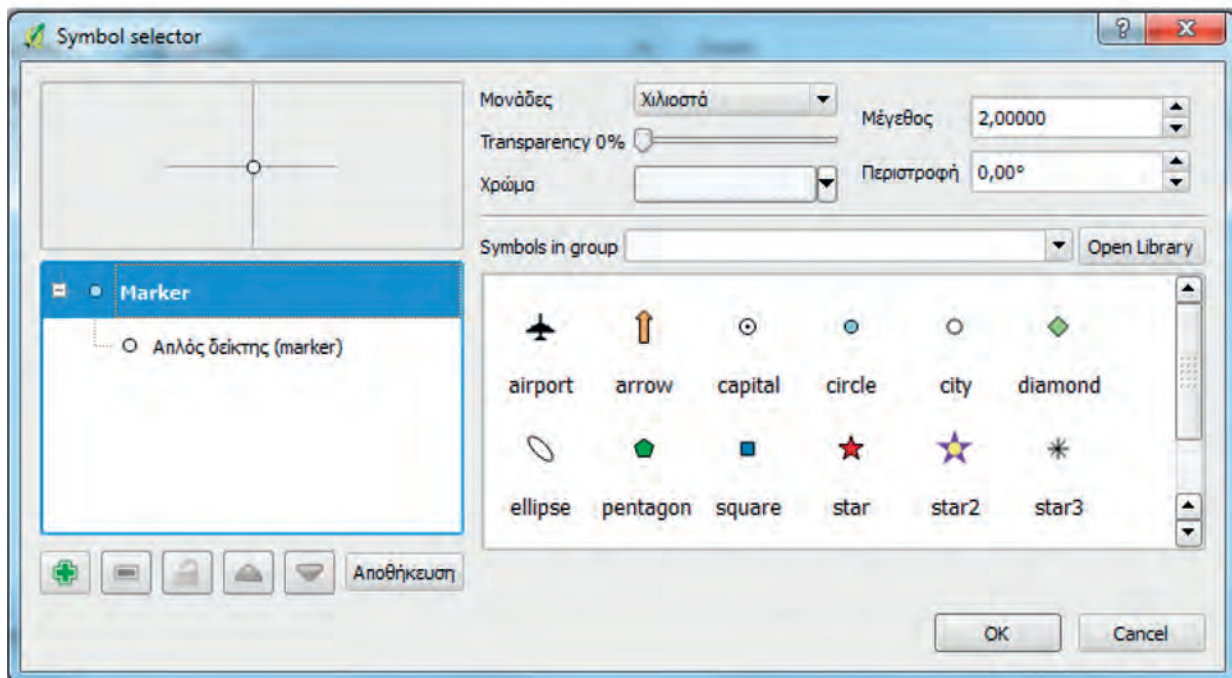 Symbol selector
Μονάδες Χιλιοστά
Transparency 0%
Χρώμα
Μέγεθος 2,00000
Περιστροφή 0,00°
Symbols in group Open Library
Marker
Απλός δείκτης (marker)
airport arrow capital circle city diamond
ellipse pentagon square star star2 star3
Αποθήκευση
OK Cancel